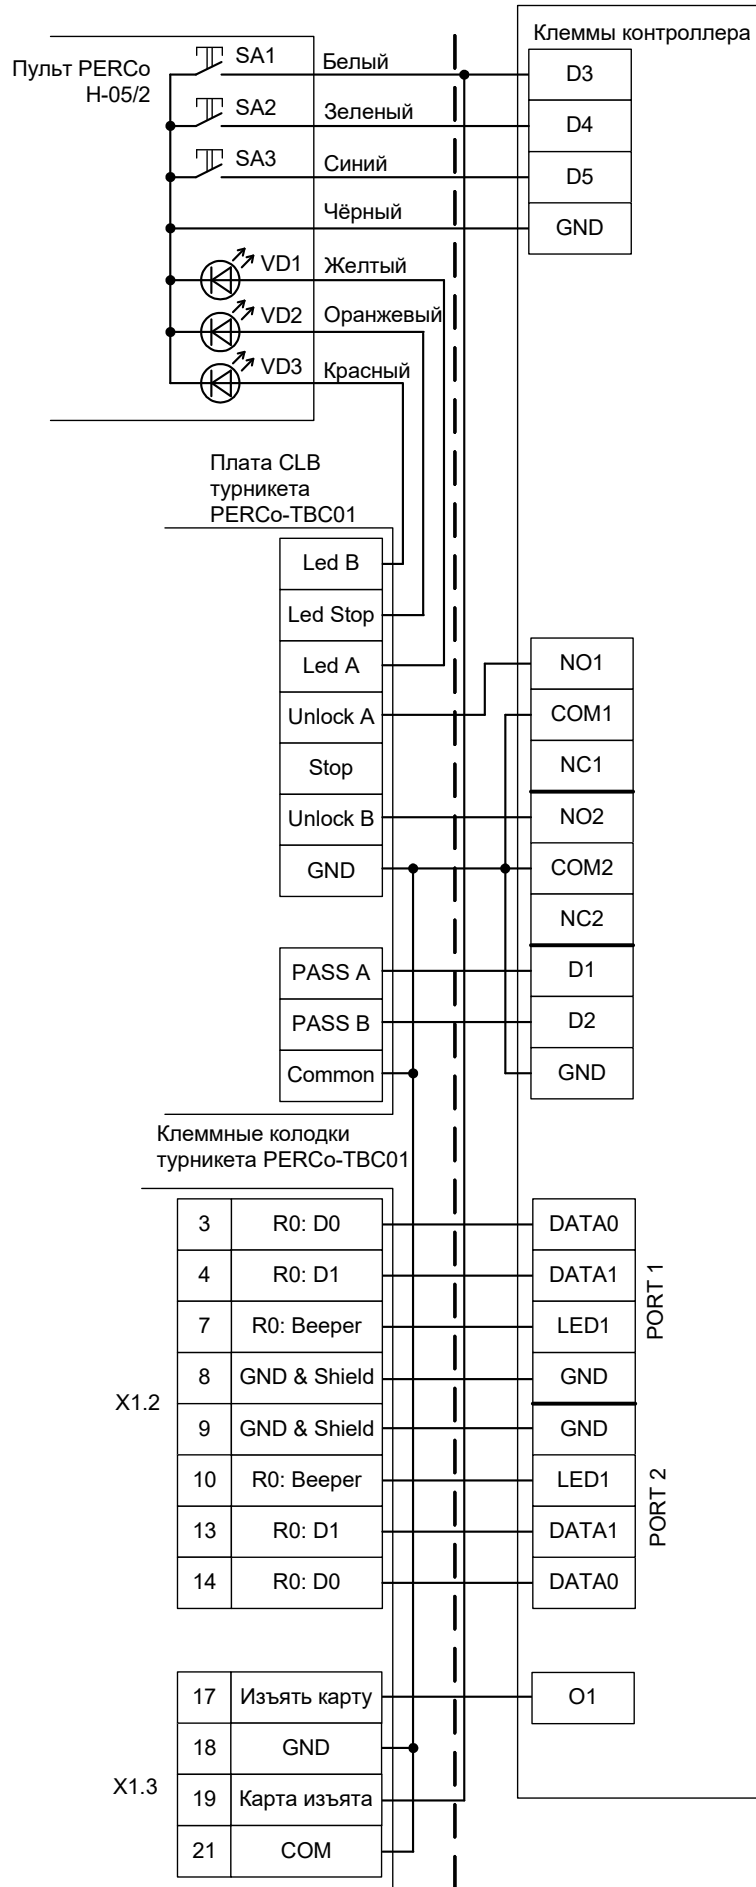 Клеммы контроллера
Пульт PERCo
H-05/2
SA1
Белый
D3
SA2
Зеленый
D4
SA3
Синий
D5
Чёрный
GND
VD1
Желтый
VD2
Оранжевый
VD3
Красный
Плата CLB
турникета
PERCo-TBC01
Led B
Led Stop
Led A
NO1
Unlock A
COM1
Stop
NC1
Unlock B
NO2
GND
COM2
NC2
PASS A
D1
PASS B
D2
Common
GND
Клеммные колодки
турникета PERCo-TBC01
3
R0: D0
DATA0
4
R0: D1
DATA1
7
R0: Beeper
LED1
PORT 1
8
GND & Shield
GND
X1.2
9
GND & Shield
GND
10
R0: Beeper
LED1
PORT 2
13
R0: D1
DATA1
14
R0: D0
DATA0
17
Изъять карту
O1
18
GND
X1.3
19
Карта изъята
21
COM